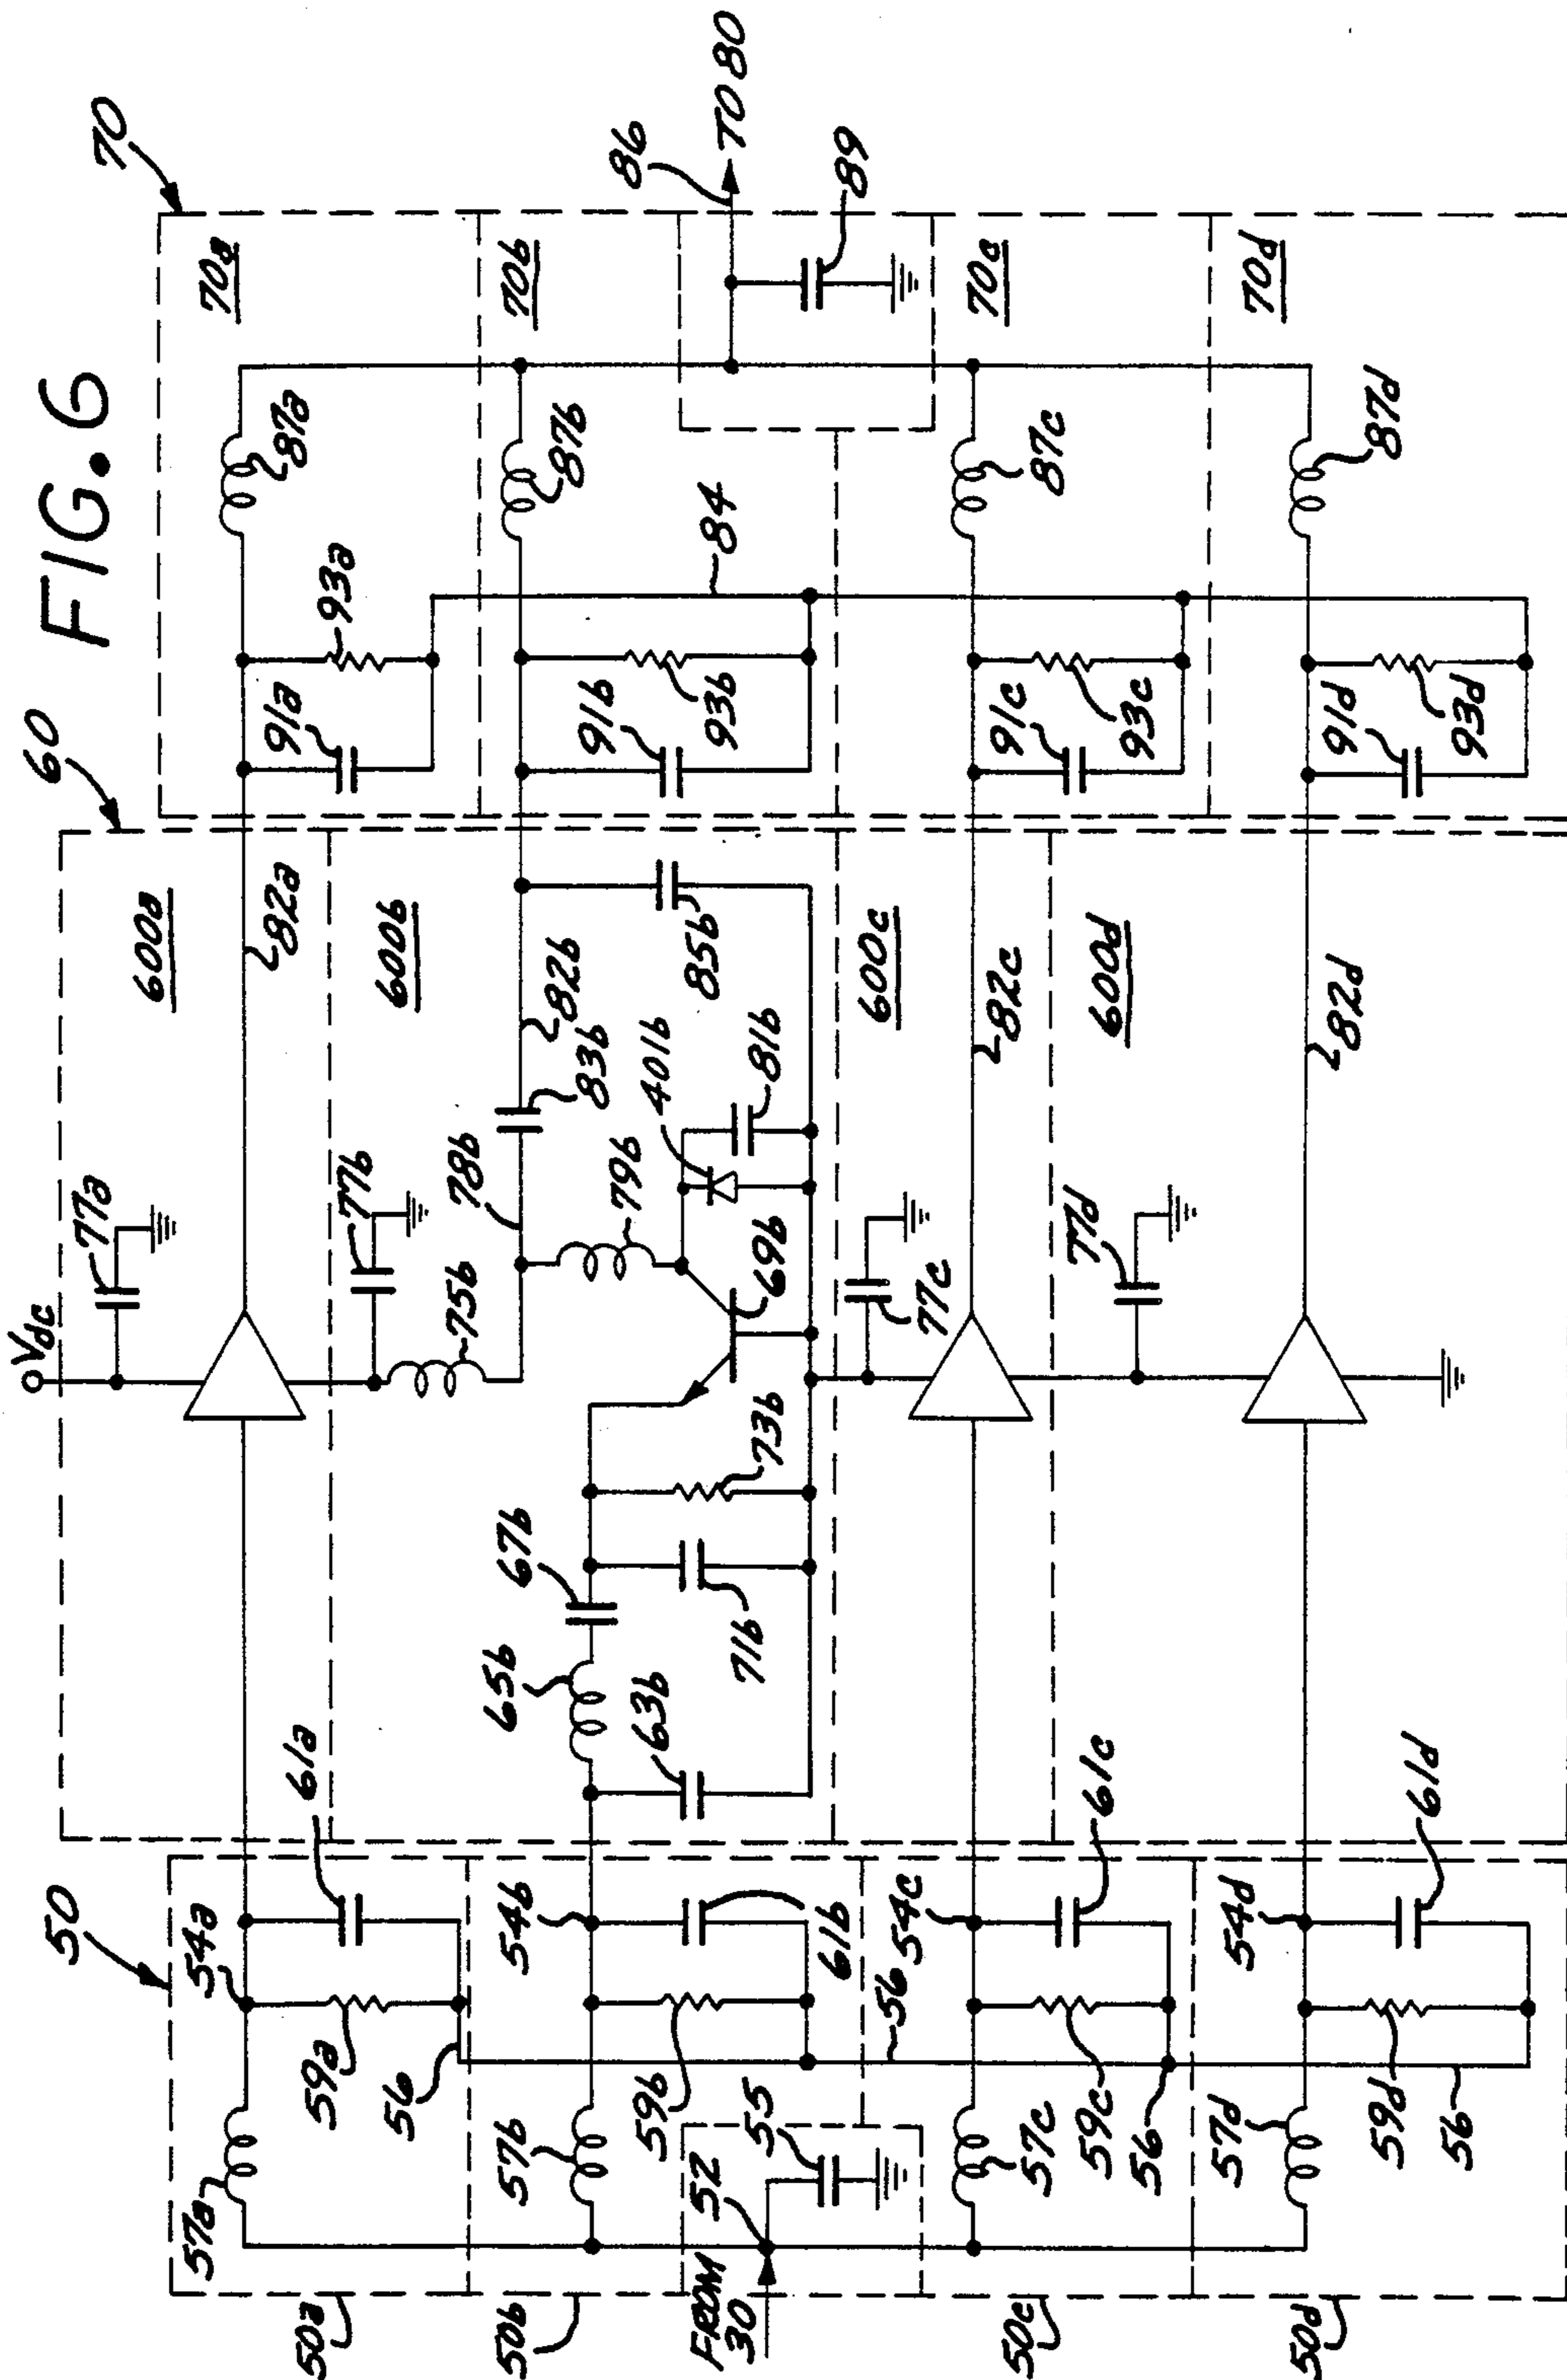 FIG. 6
50
60
70
Vdc
77a
600a
82a
70a
87a
93a
91a
61a
54a
59a
56
57a
50a
600b
77b
75b
78b
83b
82b
79b
401b
81b
85b
69b
73b
67b
71b
65b
63b
54b
61b
59b
57b
50b
52
55
FROM
30
70b
87b
84
91b
93b
86
TO 80
89
600c
77c
82c
54c
61c
56
59c
56
57c
50c
70c
87c
91c
93c
600d
77d
82d
54d
61d
59d
56
57d
50d
70d
87d
91d
93d